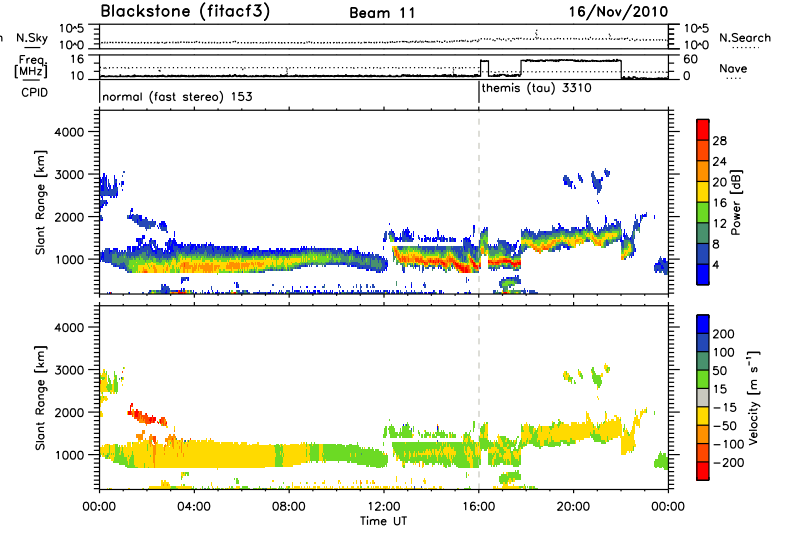 Blackstone (fitacf3) Beam 11 16/Nov/2010
n N.Sky 10^5 10^0 10^5 10^0 N.Search
Freq. [MHz] 16 10 60 0 Nave
CPID normal (fast stereo) 153 themis (tau) 3310
Slant Range [km]
4000
3000
2000
1000
28
24
20
16
12
8
4
Power [dB]
Slant Range [km]
4000
3000
2000
1000
200
100
50
15
-15
-50
-100
-200
Velocity [m s⁻¹]
00:00 04:00 08:00 12:00 16:00 20:00 00:00
Time UT